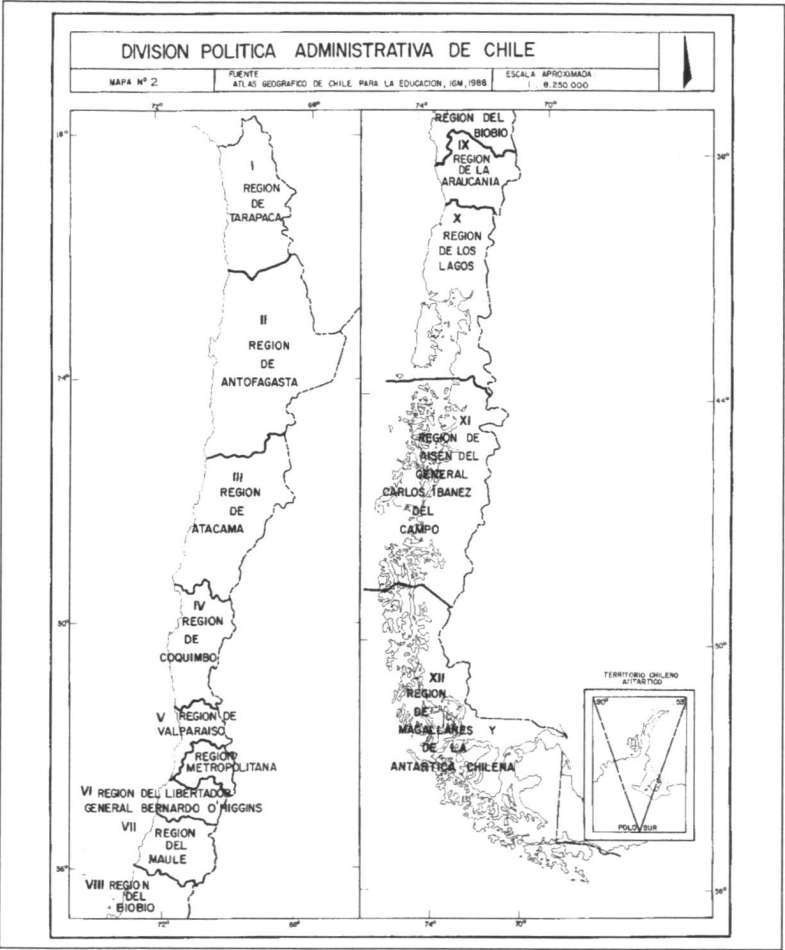 DIVISION POLITICA ADMINISTRATIVA DE CHILE
MAPA Nº 2
FUENTE
ATLAS GEOGRAFICO DE CHILE PARA LA EDUCACION, IGM, 1988
ESCALA APROXIMADA
1 : 8.250 000
72° 68°
18°
I
REGION
DE
TARAPACA
II
REGION
DE
ANTOFAGASTA
24°
III
REGION
DE
ATACAMA
IV
REGION
DE
COQUIMBO
30°
V REGION DE
VALPARAISO
REGION
METROPOLITANA
VI REGION DEL LIBERTADOR
GENERAL BERNARDO O'HIGGINS
VII
REGION
DEL
MAULE
36°
VIII REGION
DEL
BIOBIO
72° 68°
74° 70°
REGION DEL
BIOBIO
38°
IX
REGION
DE LA
ARAUCANIA
X
REGION
DE LOS
LAGOS
44°
XI
REGION DE
AISEN DEL
GENERAL
CARLOS IBANEZ
DEL
CAMPO
50°
XII
REGION
DE
MAGALLANES Y
DE LA
ANTARTICA CHILENA
56°
74° 70°
TERRITORIO CHILENO
ANTARTICO
90° 53°
POLO SUR